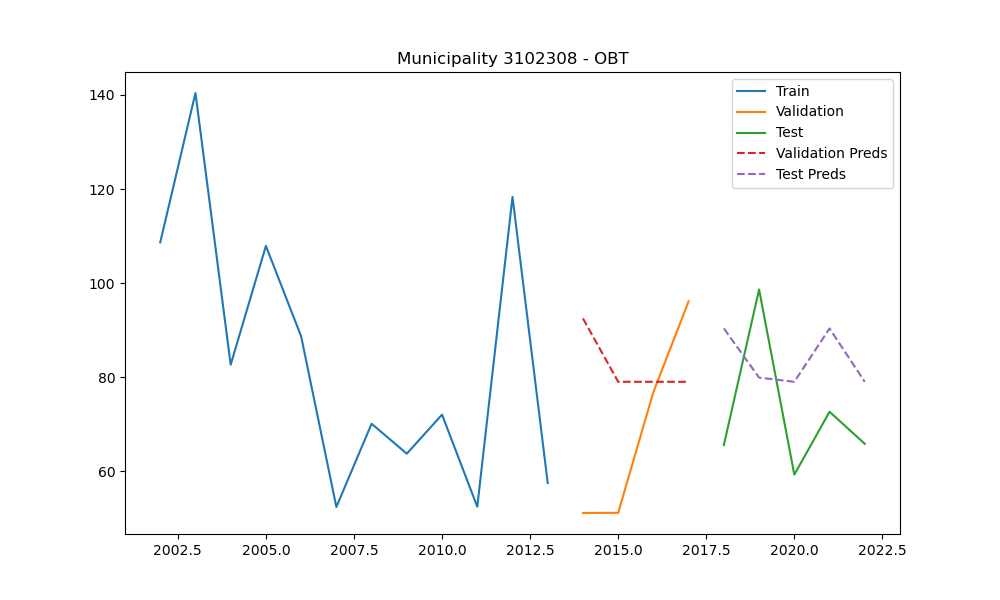 Municipality 3102308 - OBT
Train
Validation
Test
Validation Preds
Test Preds
140
120
100
80
60
2002.5 2005.0 2007.5 2010.0 2012.5 2015.0 2017.5 2020.0 2022.5